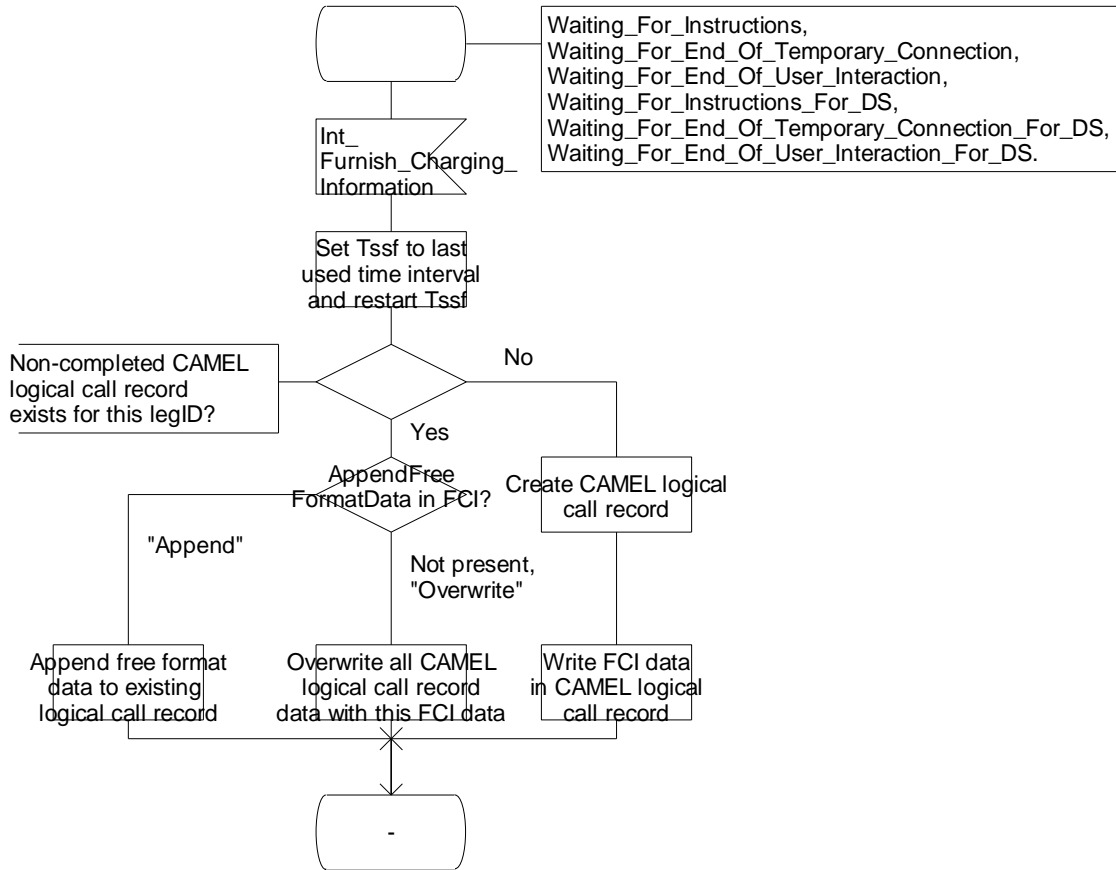 Waiting_For_Instructions,
Waiting_For_End_Of_Temporary_Connection,
Waiting_For_End_Of_User_Interaction,
Waiting_For_Instructions_For_DS,
Waiting_For_End_Of_Temporary_Connection_For_DS,
Waiting_For_End_Of_User_Interaction_For_DS.
Int_
Furnish_Charging_
Information
Set Tssf to last
used time interval
and restart Tssf
Non-completed CAMEL
logical call record
exists for this legID?
No
Yes
AppendFree
FormatData in FCI?
Create CAMEL logical
call record
"Append"
Not present,
"Overwrite"
Append free format
data to existing
logical call record
Overwrite all CAMEL
logical call record
data with this FCI data
Write FCI data
in CAMEL logical
call record
-